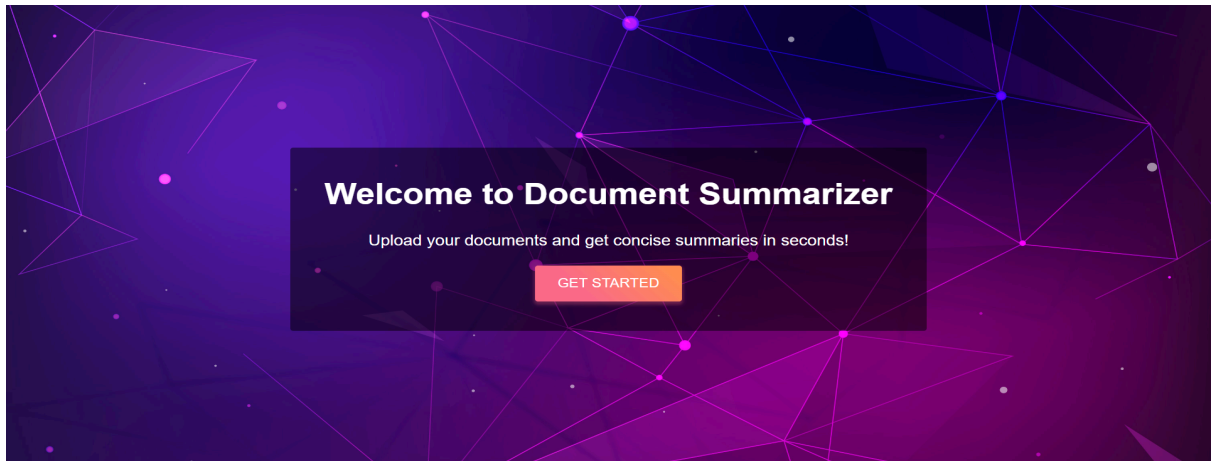 Welcome to Document Summarizer
Upload your documents and get concise summaries in seconds!
GET STARTED